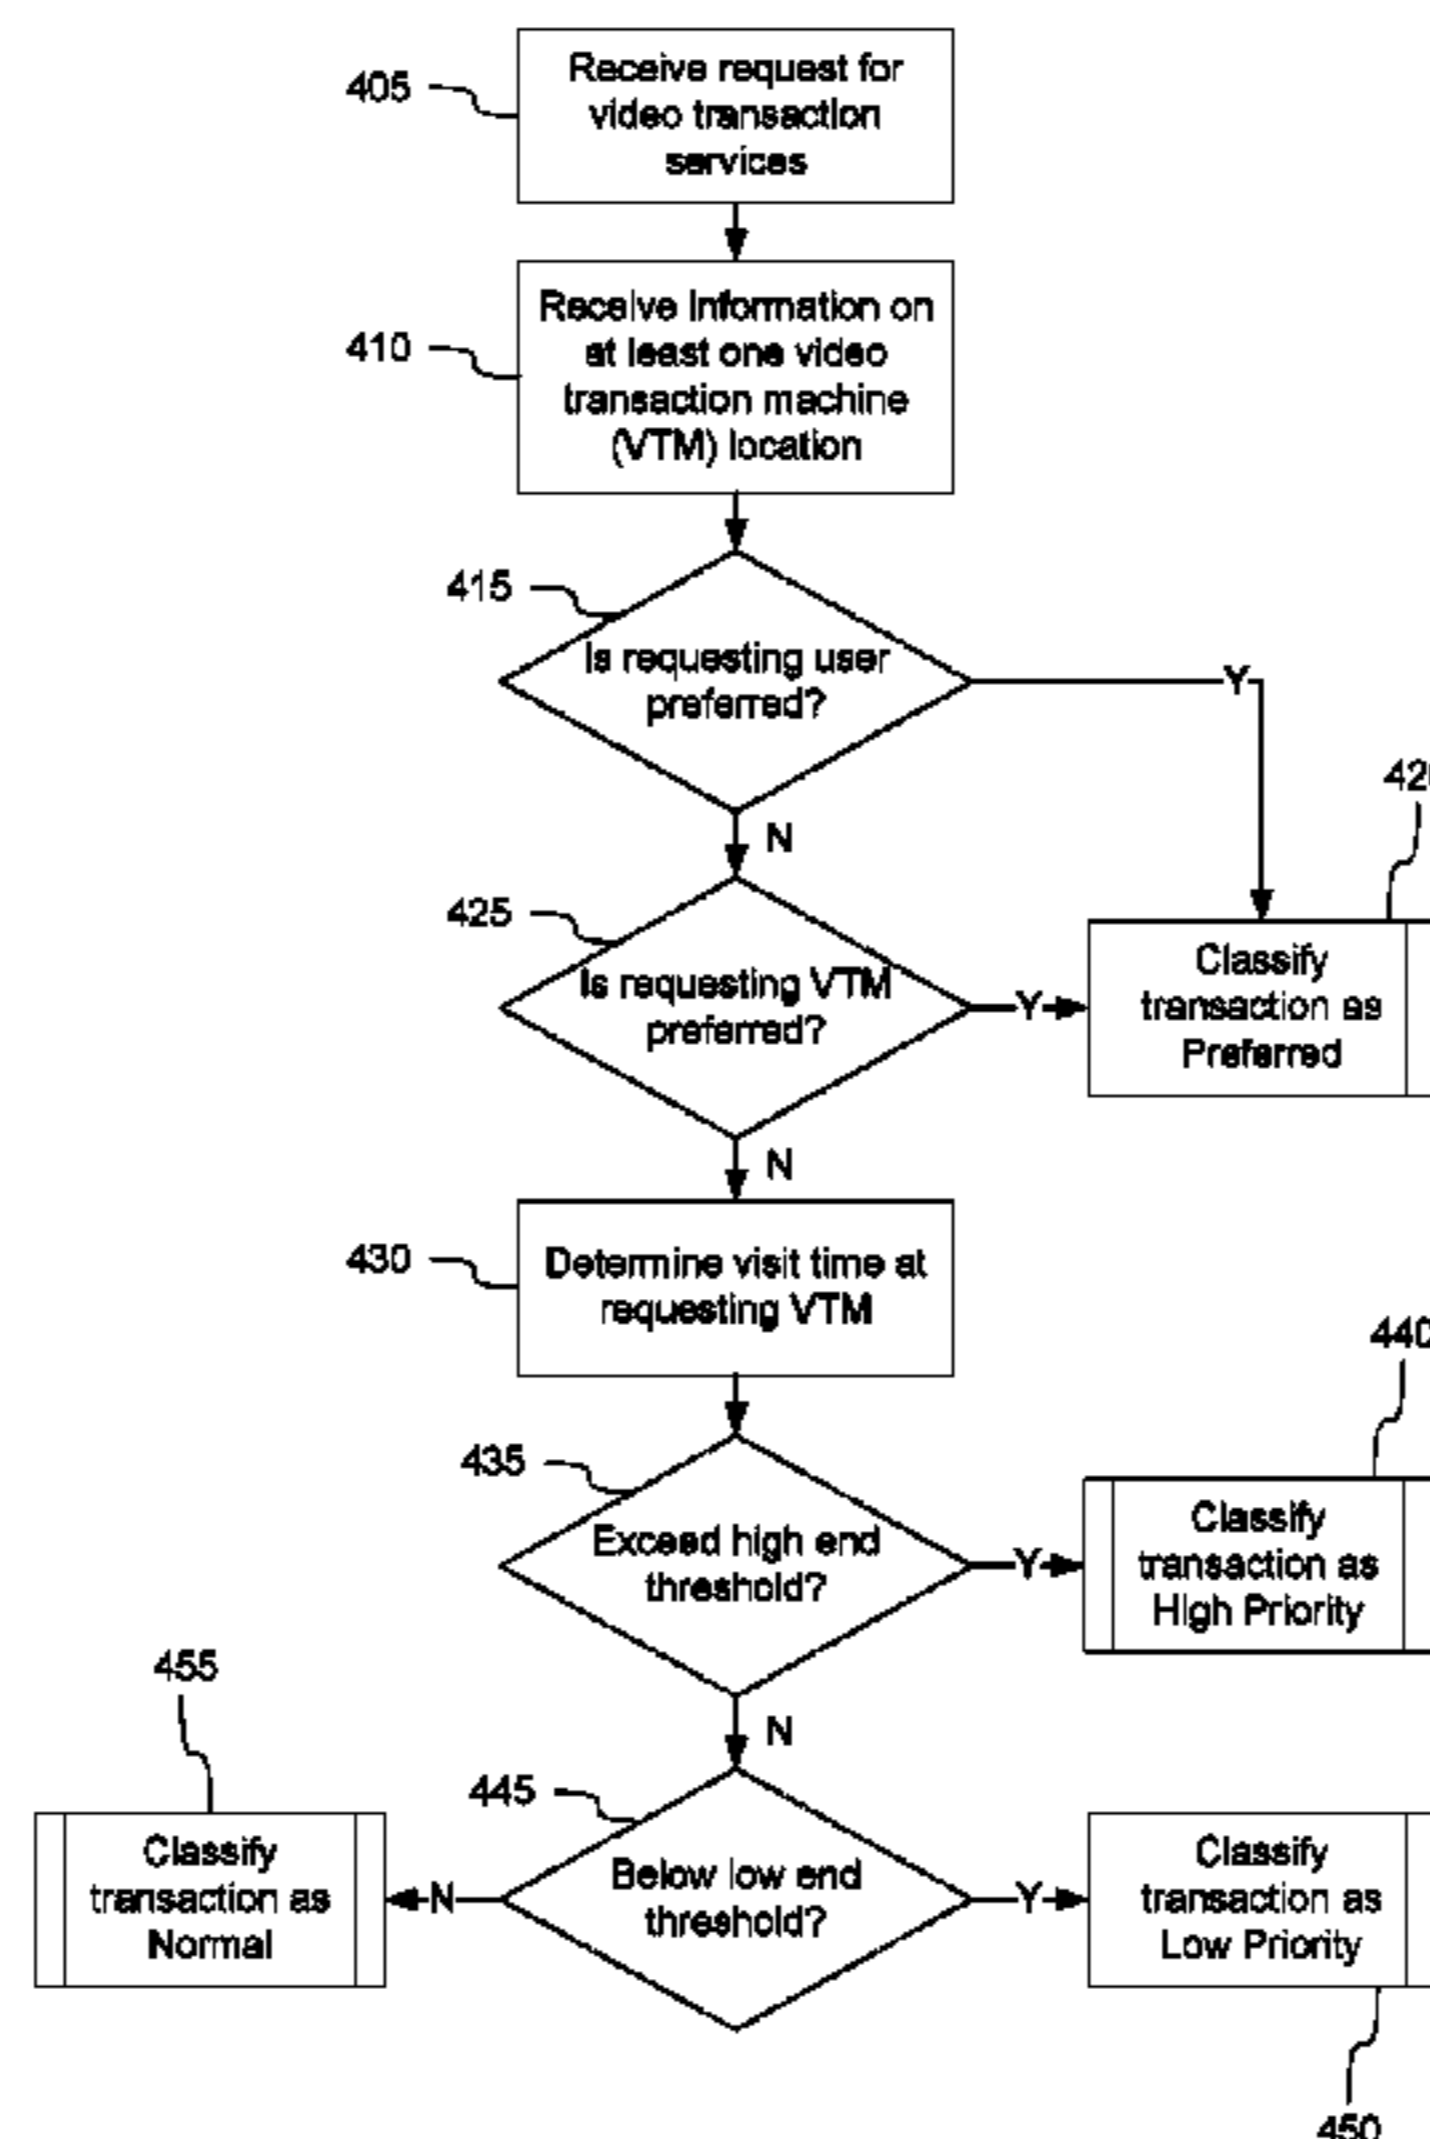 405
Receive request for
video transaction
services
410
Receive Information on
at least one video
transaction machine
(VTM) location
415
Is requesting user
preferred?
Y
N
425
Is requesting VTM
preferred?
Y
Classify
transaction as
Preferred
N
430
Determine visit time at
requesting VTM
440
435
Exceed high end
threshold?
Y
Classify
transaction as
High Priority
N
455
445
Classify
transaction as
Normal
N
Below low end
threshold?
Y
Classify
transaction as
Low Priority
450